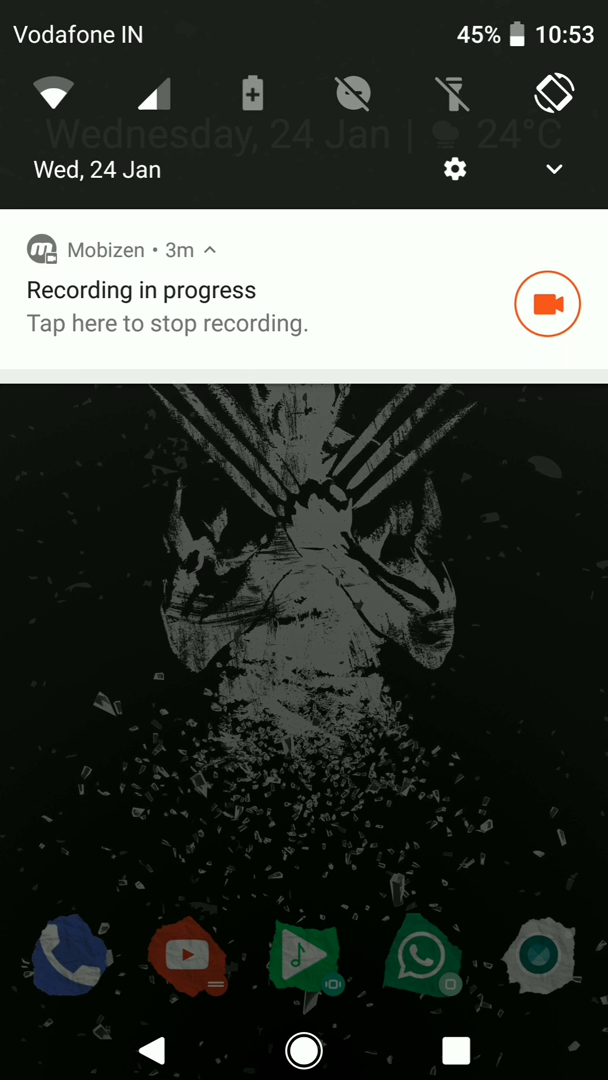 Vodafone IN 45% 10:53
Wednesday, 24 Jan | 24°C
Wed, 24 Jan
Mobizen • 3m
Recording in progress
Tap here to stop recording.